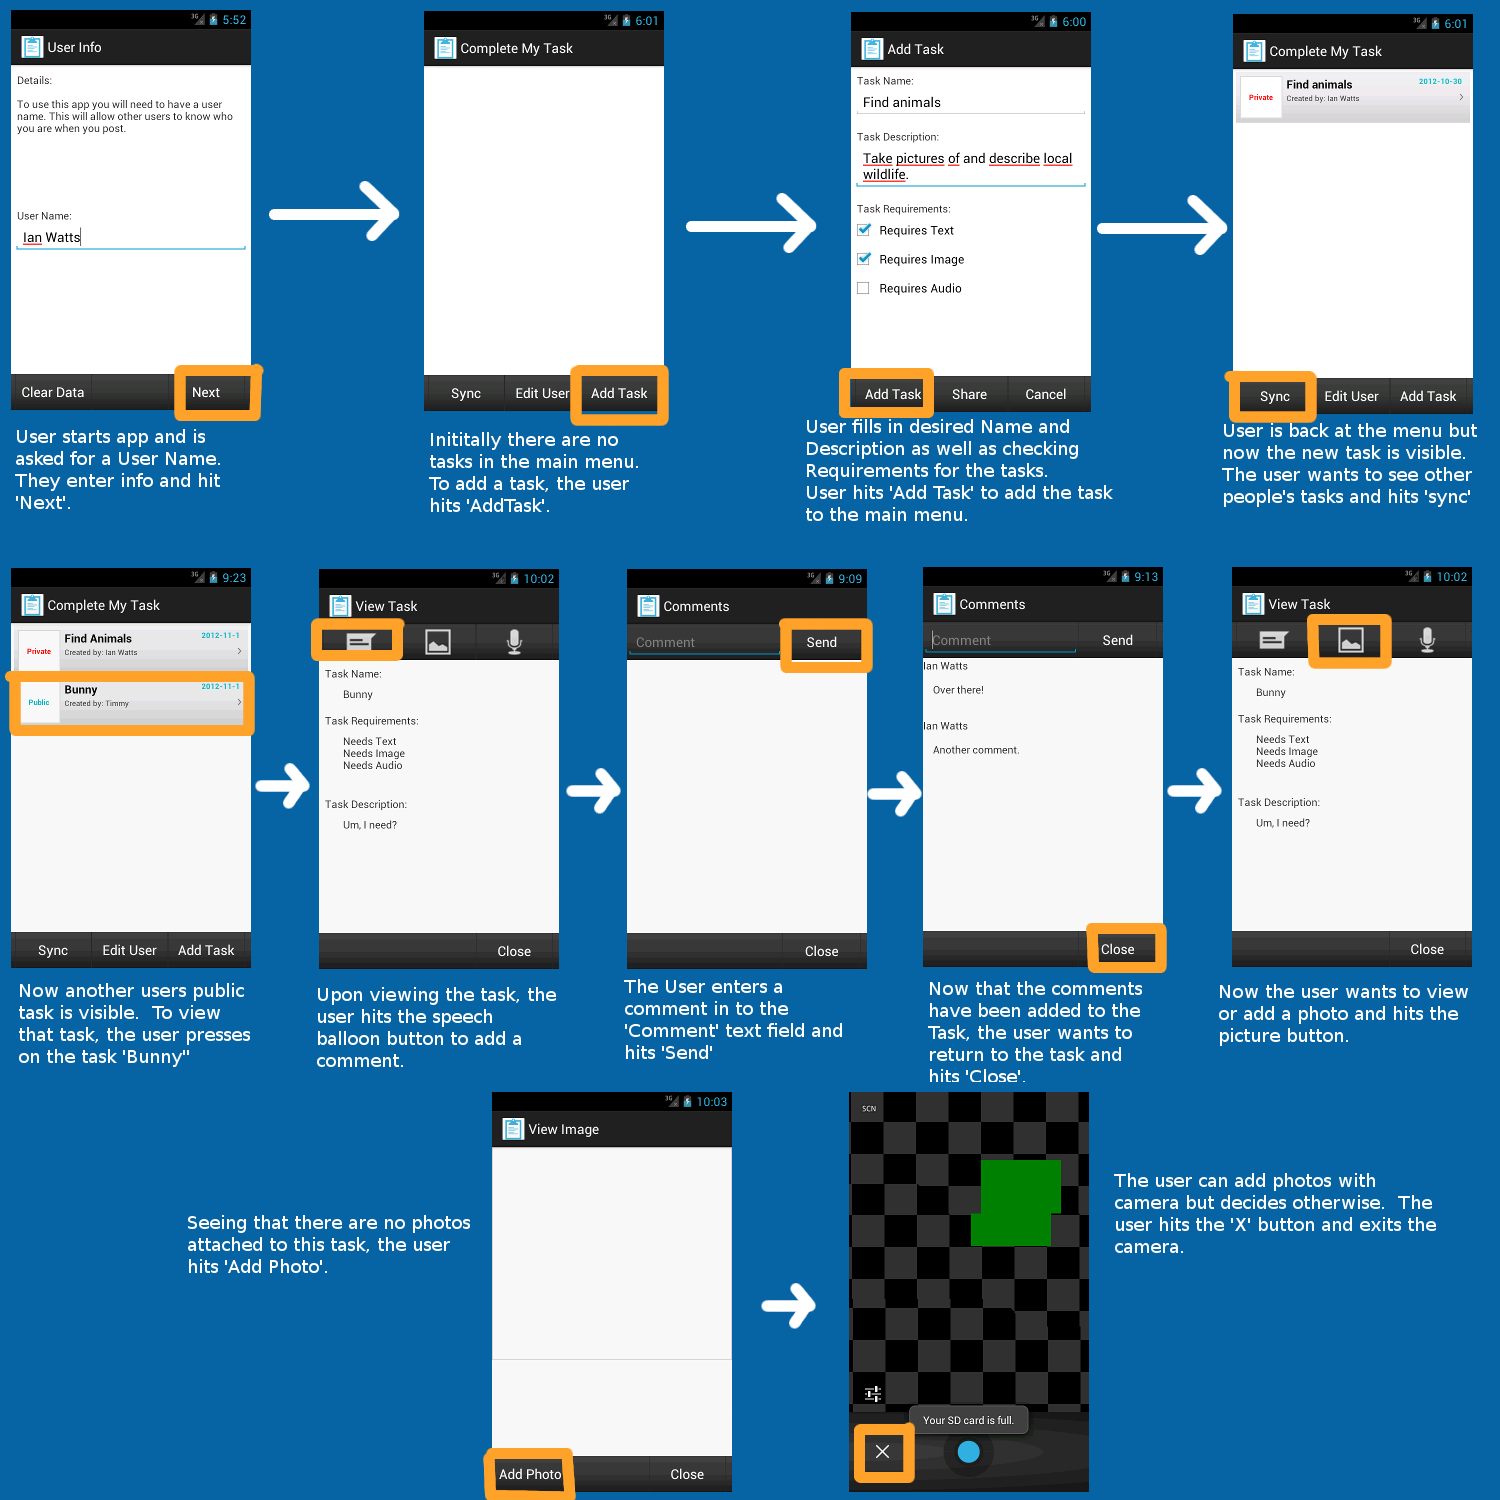 3G 5:52
User Info
Details:
To use this app you will need to have a user
name. This will allow other users to know who
you are when you post.
User Name:
Ian Watts
Clear Data Next
User starts app and is
asked for a User Name.
They enter info and hit
'Next'.
3G 6:01
Complete My Task
Sync Edit User Add Task
Inititally there are no
tasks in the main menu.
To add a task, the user
hits 'AddTask'.
3G 6:00
Add Task
Task Name:
Find animals
Task Description:
Take pictures of and describe local
wildlife.
Task Requirements:
Requires Text
Requires Image
Requires Audio
Add Task Share Cancel
User fills in desired Name and
Description as well as checking
Requirements for the tasks.
User hits 'Add Task' to add the task
to the main menu.
3G 6:01
Complete My Task
Private Find animals 2012-10-30
Created by: Ian Watts
Sync Edit User Add Task
User is back at the menu but
now the new task is visible.
The user wants to see other
people's tasks and hits 'sync'
3G 9:23
Complete My Task
Find Animals 2012-11-1
Private Created by: Ian Watts
Bunny 2012-11-1
Public Created by: Timmy
Sync Edit User Add Task
Now another users public
task is visible. To view
that task, the user presses
on the task 'Bunny"
3G 10:02
View Task
Task Name:
Bunny
Task Requirements:
Needs Text
Needs Image
Needs Audio
Task Description:
Um, I need?
Close
Upon viewing the task, the
user hits the speech
balloon button to add a
comment.
3G 9:09
Comments
Comment Send
Close
The User enters a
comment in to the
'Comment' text field and
hits 'Send'
3G 9:13
Comments
Comment Send
Ian Watts
Over there!
Ian Watts
Another comment.
Close
Now that the comments
have been added to the
Task, the user wants to
return to the task and
hits 'Close'.
3G 10:02
View Task
Task Name:
Bunny
Task Requirements:
Needs Text
Needs Image
Needs Audio
Task Description:
Um, I need?
Close
Now the user wants to view
or add a photo and hits the
picture button.
Seeing that there are no photos
attached to this task, the user
hits 'Add Photo'.
3G 10:03
View Image
Add Photo Close
SCN
Your SD card is full.
The user can add photos with
camera but decides otherwise. The
user hits the 'X' button and exits the
camera.